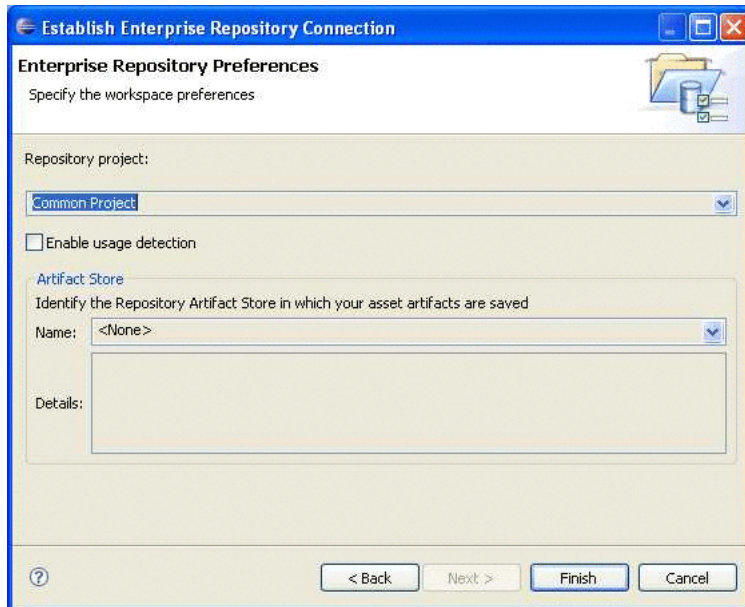 Establish Enterprise Repository Connection
Enterprise Repository Preferences
Specify the workspace preferences
Repository project:
Common Project
Enable usage detection
Artifact Store
Identify the Repository Artifact Store in which your asset artifacts are saved
Name: <None>
Details:
? < Back Next > Finish Cancel